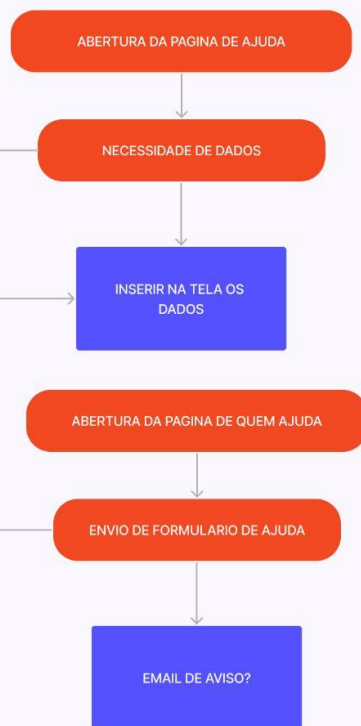 ABERTURA DA PAGINA DE AJUDA
NECESSIDADE DE DADOS
INSERIR NA TELA OS
DADOS
ABERTURA DA PAGINA DE QUEM AJUDA
ENVIO DE FORMULARIO DE AJUDA
EMAIL DE AVISO?